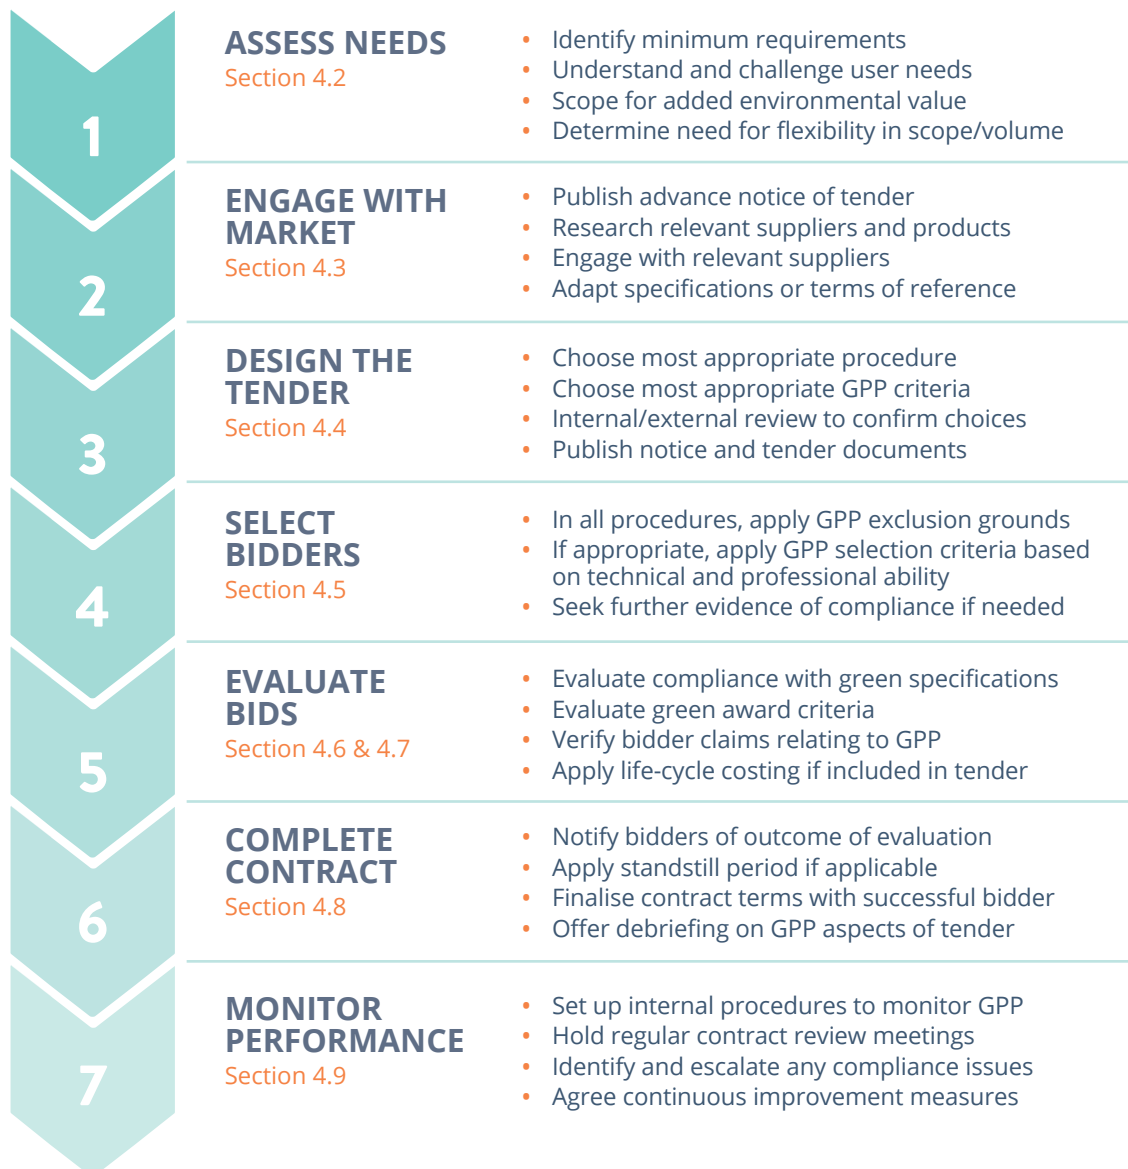 1
ASSESS NEEDS
Section 4.2
• Identify minimum requirements
• Understand and challenge user needs
• Scope for added environmental value
• Determine need for flexibility in scope/volume
2
ENGAGE WITH
MARKET
Section 4.3
• Publish advance notice of tender
• Research relevant suppliers and products
• Engage with relevant suppliers
• Adapt specifications or terms of reference
3
DESIGN THE
TENDER
Section 4.4
• Choose most appropriate procedure
• Choose most appropriate GPP criteria
• Internal/external review to confirm choices
• Publish notice and tender documents
4
SELECT
BIDDERS
Section 4.5
• In all procedures, apply GPP exclusion grounds
• If appropriate, apply GPP selection criteria based
on technical and professional ability
• Seek further evidence of compliance if needed
5
EVALUATE
BIDS
Section 4.6 & 4.7
• Evaluate compliance with green specifications
• Evaluate green award criteria
• Verify bidder claims relating to GPP
• Apply life-cycle costing if included in tender
6
COMPLETE
CONTRACT
Section 4.8
• Notify bidders of outcome of evaluation
• Apply standstill period if applicable
• Finalise contract terms with successful bidder
• Offer debriefing on GPP aspects of tender
7
MONITOR
PERFORMANCE
Section 4.9
• Set up internal procedures to monitor GPP
• Hold regular contract review meetings
• Identify and escalate any compliance issues
• Agree continuous improvement measures